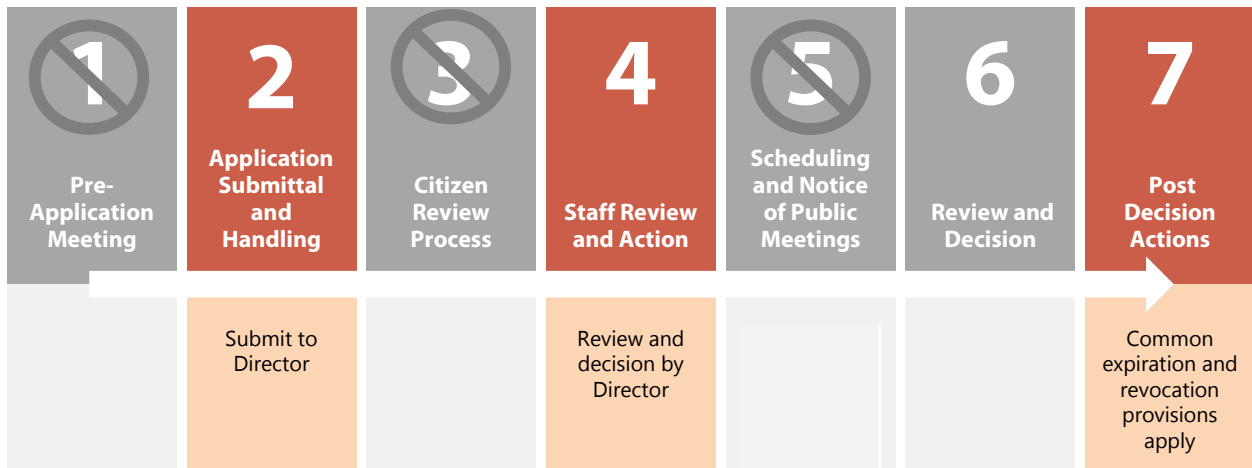 1
Pre-
Application
Meeting
2
Application
Submittal
and
Handling
3
Citizen
Review
Process
4
Staff Review
and Action
5
Scheduling
and Notice
of Public
Meetings
6
Review and
Decision
7
Post
Decision
Actions
Submit to
Director
Review and
decision by
Director
Common
expiration and
revocation
provisions
apply